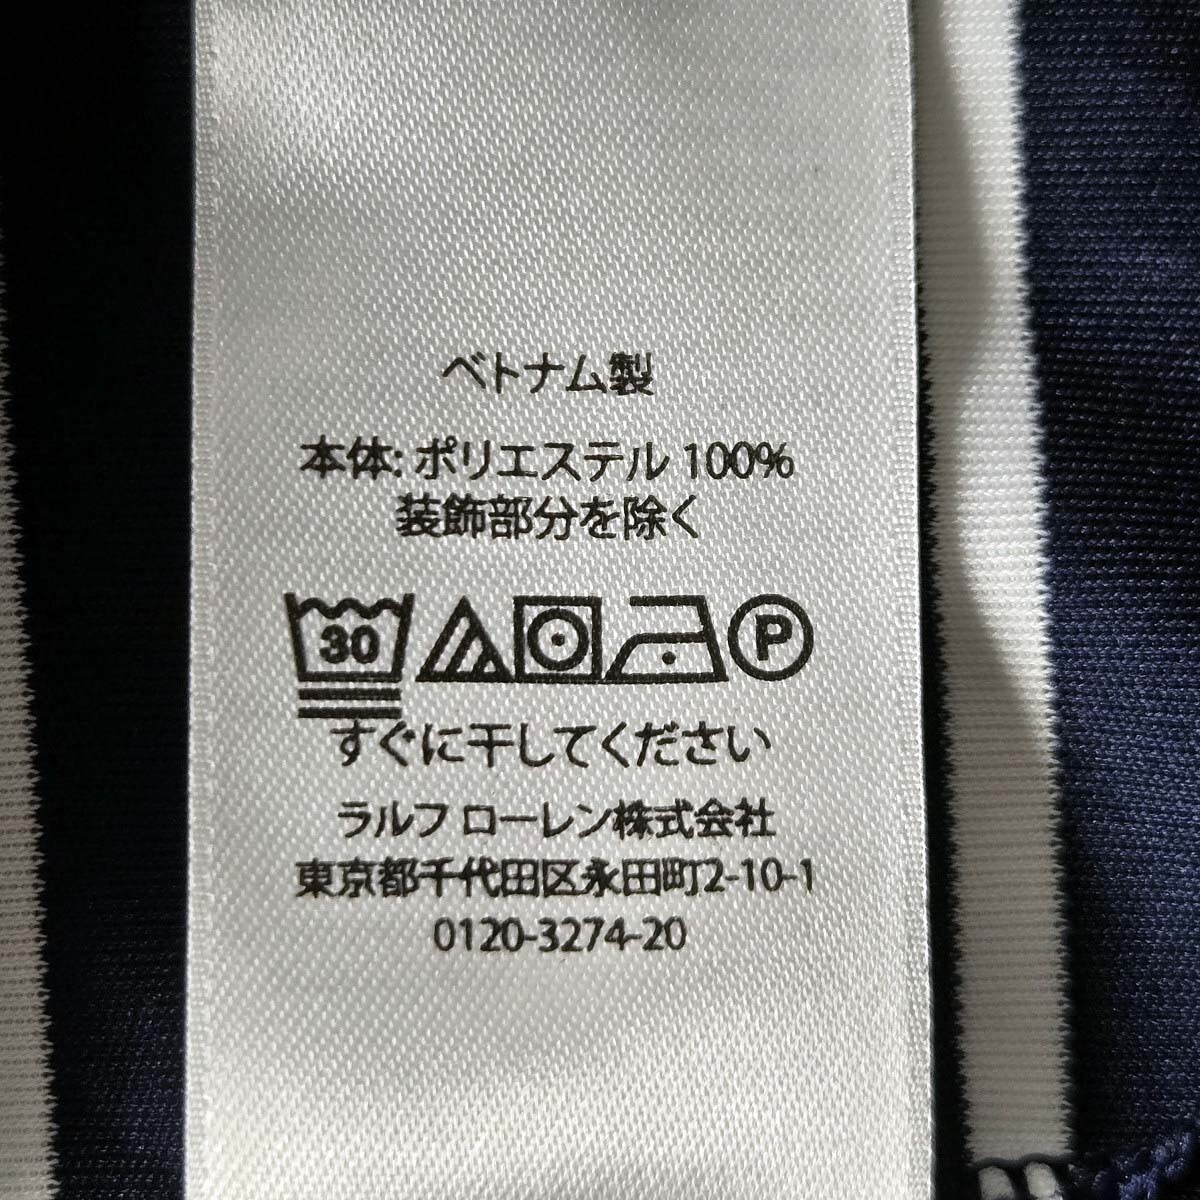 ベトナム製
本体: ポリエステル 100%
装飾部分を除く
30 P
すぐに干してください
ラルフ ローレン株式会社
東京都千代田区永田町2-10-1
0120-3274-20